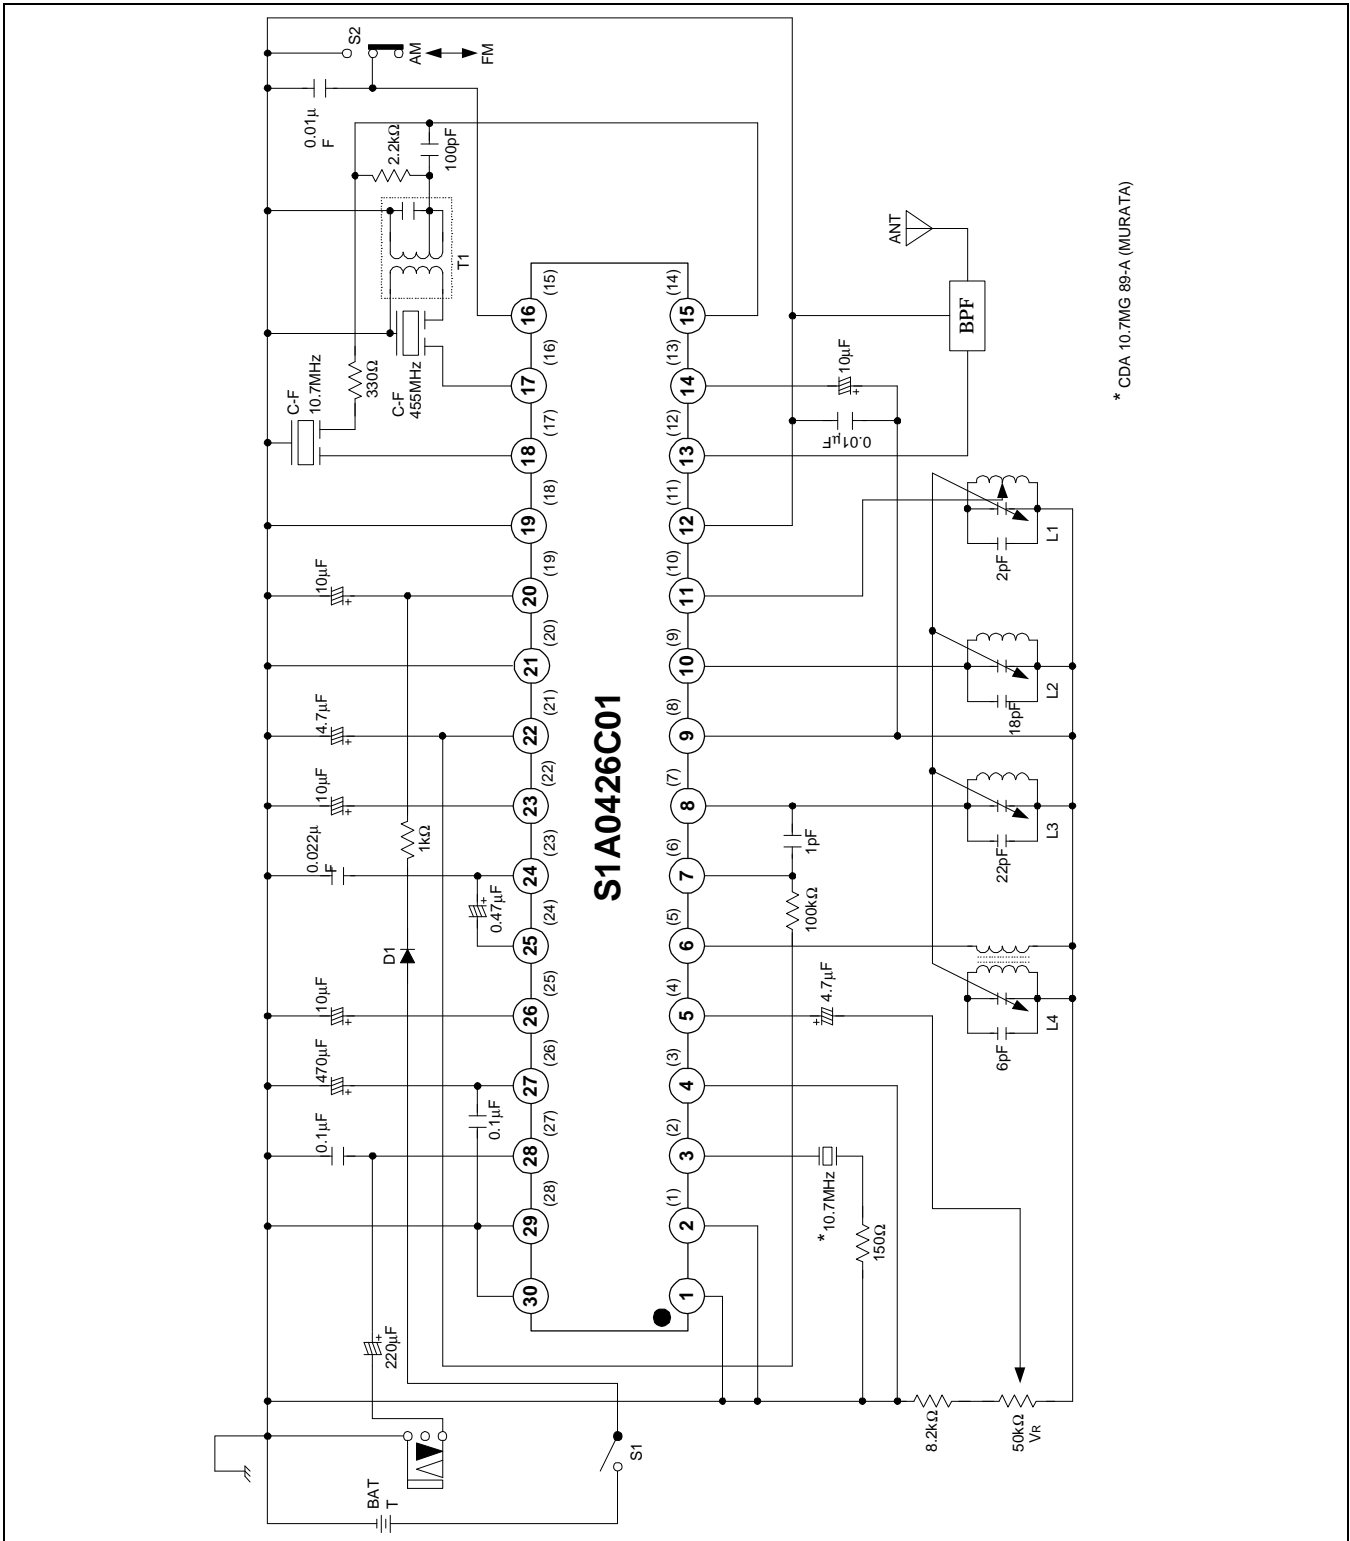 S2
AM
FM
0.01µ
F
2.2kΩ
100pF
T1
C-F
10.7MHz
330Ω
C-F
455MHz
10µF
4.7µF
10µF
0.022µ
F
1kΩ
0.47µF
D1
10µF
470µF
0.1µF
0.1µF
220µF
BAT
T
S1
16 (15)
17 (16)
18 (17)
19 (18)
20 (19)
21 (20)
22 (21)
23 (22)
24 (23)
25 (24)
26 (25)
27 (26)
28 (27)
29 (28)
30
S1A0426C01
15 (14)
14 (13)
13 (12)
12 (11)
11 (10)
10 (9)
9 (8)
8 (7)
7 (6)
6 (5)
5 (4)
4 (3)
3 (2)
2 (1)
1
ANT
BPF
10µF
0.01µF
1pF
100kΩ
4.7µF
*10.7MHz
150Ω
2pF
L1
18pF
L2
22pF
L3
6pF
L4
8.2kΩ
50kΩ
VR
* CDA 10.7MG 89-A (MURATA)